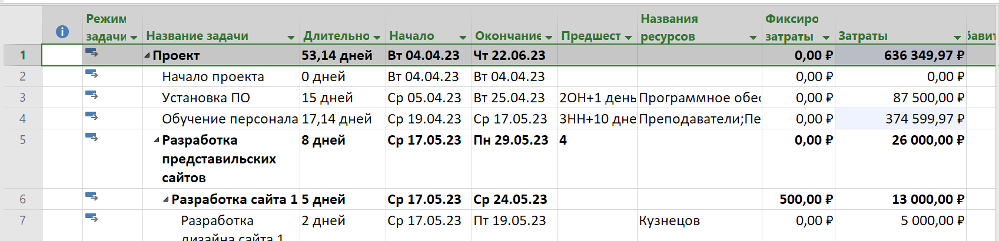 Режим задачи Название задачи Длительно Начало Окончание Предшест Названия ресурсов Фиксиро затраты Затраты бавит
1 Проект 53,14 дней Вт 04.04.23 Чт 22.06.23 0,00 ₽ 636 349,97 ₽
2 Начало проекта 0 дней Вт 04.04.23 Вт 04.04.23 0,00 ₽ 0,00 ₽
3 Установка ПО 15 дней Ср 05.04.23 Вт 25.04.23 2ОН+1 день Программное обес 0,00 ₽ 87 500,00 ₽
4 Обучение персонала 17,14 дней Ср 19.04.23 Ср 17.05.23 3НН+10 дне Преподаватели;Пе 0,00 ₽ 374 599,97 ₽
5 Разработка 8 дней Ср 17.05.23 Пн 29.05.23 4 0,00 ₽ 26 000,00 ₽
представильских
сайтов
6 Разработка сайта 1 5 дней Ср 17.05.23 Ср 24.05.23 500,00 ₽ 13 000,00 ₽
7 Разработка 2 дней Ср 17.05.23 Пт 19.05.23 Кузнецов 0,00 ₽ 5 000,00 ₽
дизайна сайта 1